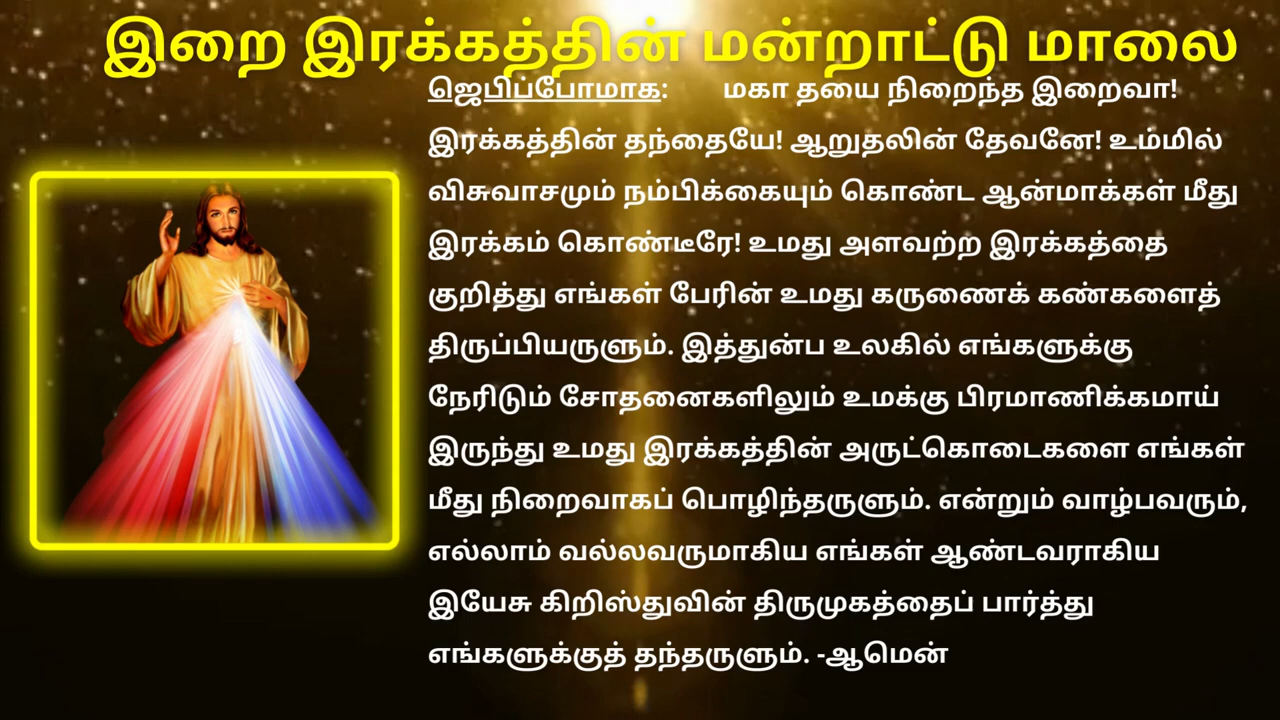 இறை இரக்கத்தின் மன்றாட்டு மாலை
ஜெபிப்போமாக: மகா தயை நிறைந்த இறைவா!
இரக்கத்தின் தந்தையே! ஆறுதலின் தேவனே! உம்மில்
விசுவாசமும் நம்பிக்கையும் கொண்ட ஆன்மாக்கள் மீது
இரக்கம் கொண்டீரே! உமது அளவற்ற இரக்கத்தை
குறித்து எங்கள் பேரின் உமது கருணைக் கண்களைத்
திருப்பியருளும். இத்துன்ப உலகில் எங்களுக்கு
நேரிடும் சோதனைகளிலும் உமக்கு பிரமாணிக்கமாய்
இருந்து உமது இரக்கத்தின் அருட்கொடைகளை எங்கள்
மீது நிறைவாகப் பொழிந்தருளும். என்றும் வாழ்பவரும்,
எல்லாம் வல்லவருமாகிய எங்கள் ஆண்டவராகிய
இயேசு கிறிஸ்துவின் திருமுகத்தைப் பார்த்து
எங்களுக்குத் தந்தருளும். -ஆமென்